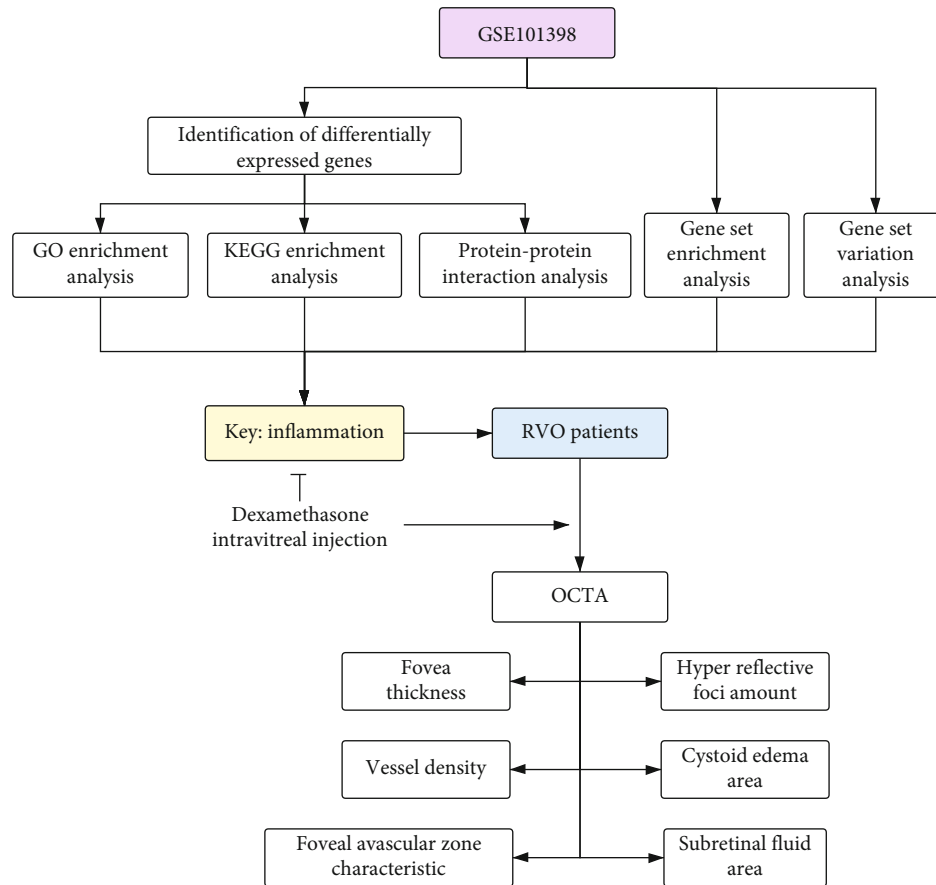 GSE101398
Identification of differentially
expressed genes
GO enrichment
analysis
KEGG enrichment
analysis
Protein-protein
interaction analysis
Gene set
enrichment
analysis
Gene set
variation
analysis
Key: inflammation
RVO patients
Dexamethasone
intravitreal injection
OCTA
Fovea
thickness
Hyper reflective
foci amount
Vessel density
Cystoid edema
area
Foveal avascular zone
characteristic
Subretinal fluid
area